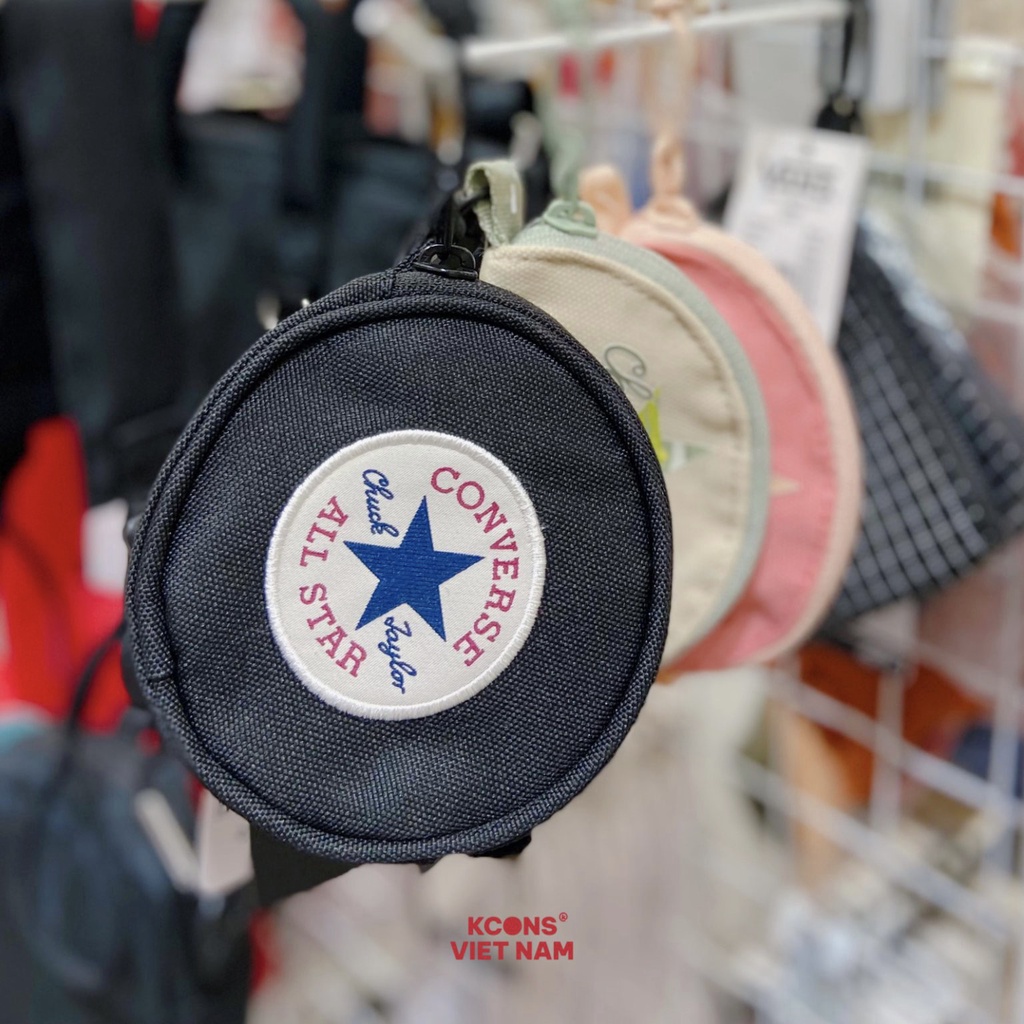 CONVERSE
ALL STAR
Chuck
Taylor
KCONS®
VIET NAM